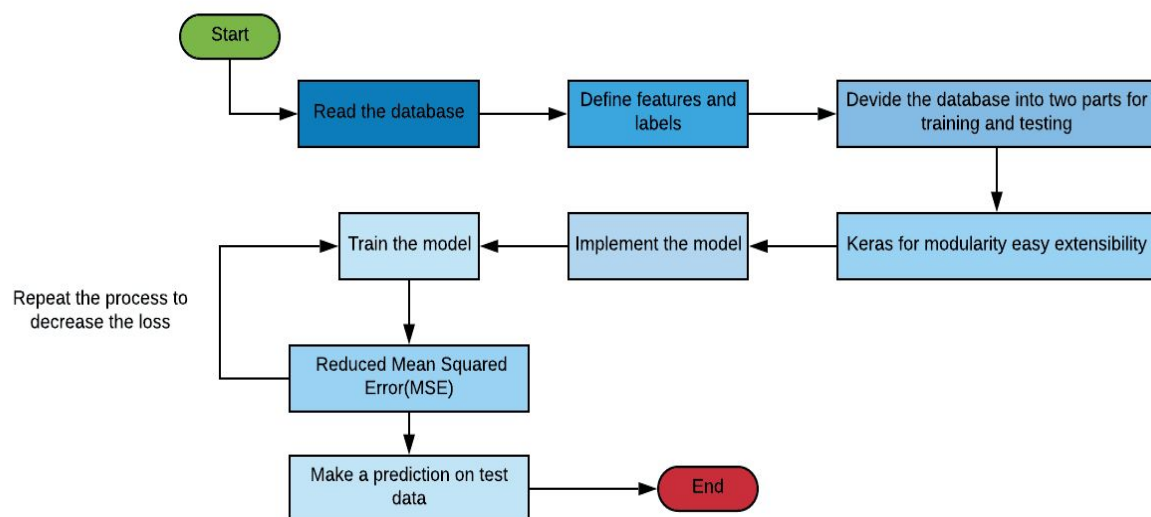 Start
Read the database
Define features and
labels
Devide the database into two parts for
training and testing
Keras for modularity easy extensibility
Implement the model
Train the model
Repeat the process to
decrease the loss
Reduced Mean Squared
Error(MSE)
Make a prediction on test
data
End